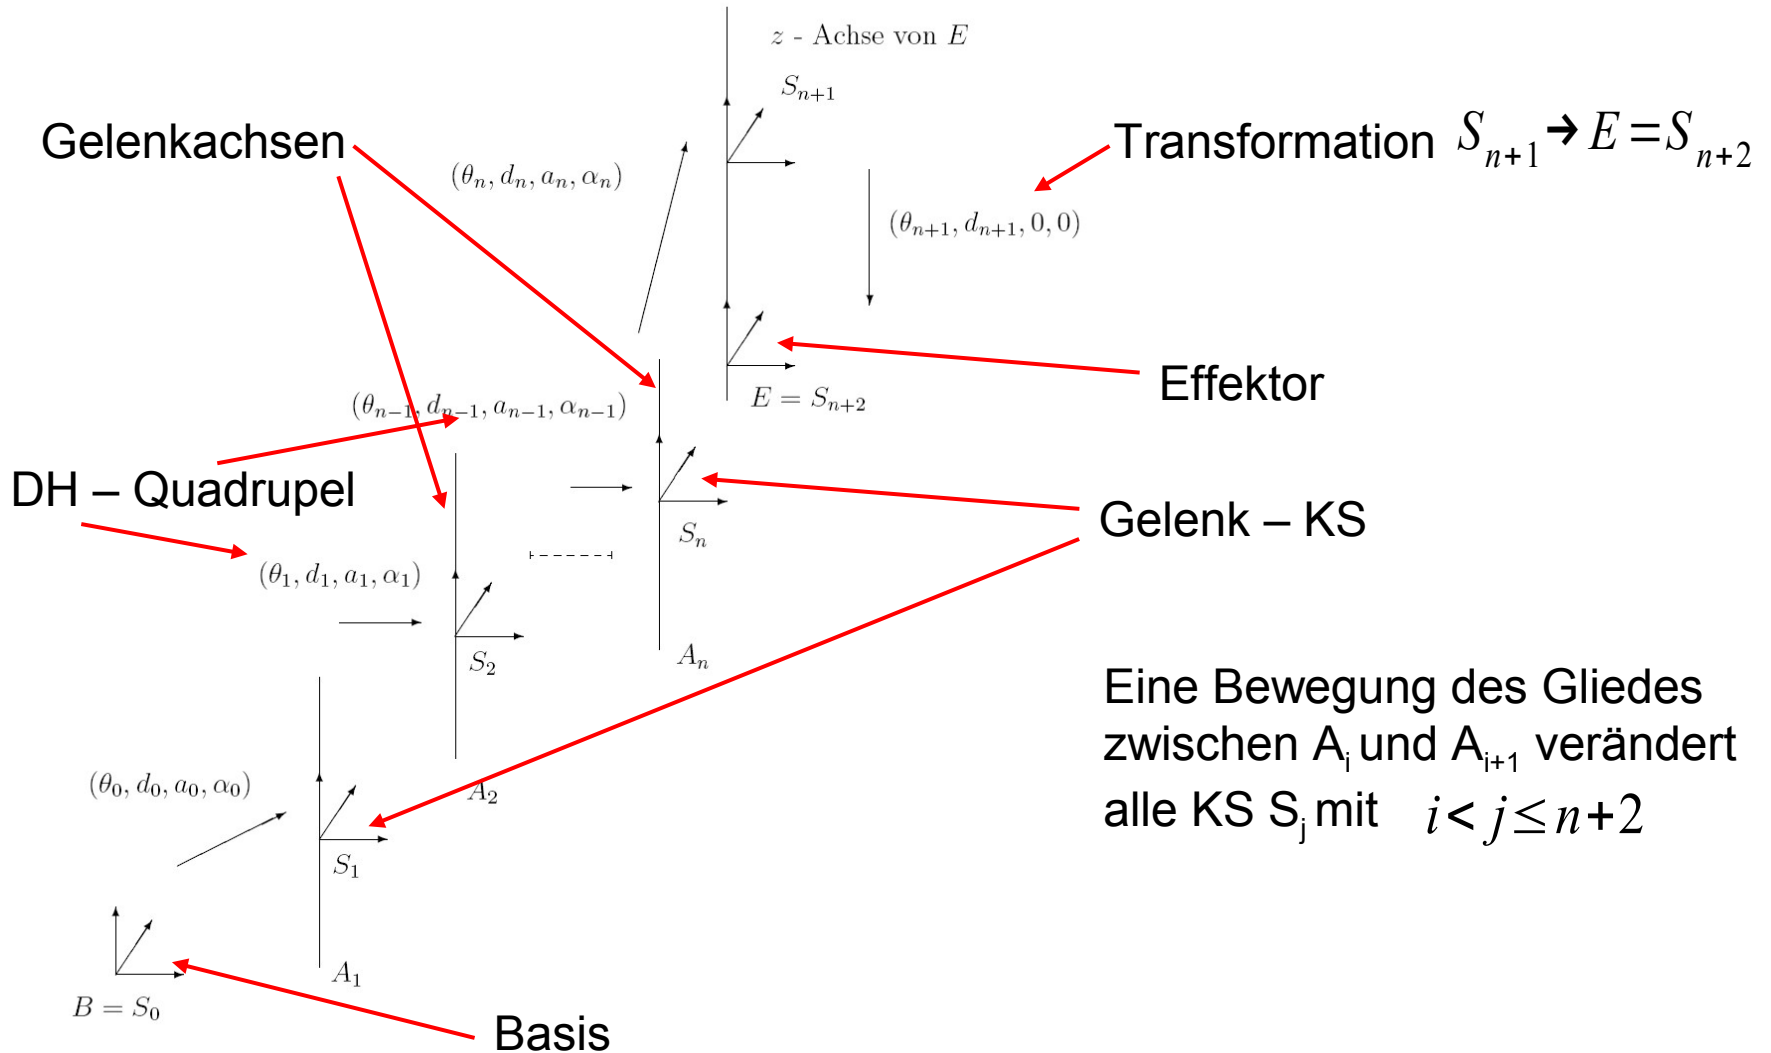 z - Achse von E
S_{n+1}
Gelenkachsen
Transformation S_{n+1} → E = S_{n+2}
(θ_n, d_n, a_n, α_n)
(θ_{n+1}, d_{n+1}, 0, 0)
Effektor
E = S_{n+2}
(θ_{n−1}, d_{n−1}, a_{n−1}, α_{n−1})
DH – Quadrupel
Gelenk – KS
S_n
(θ_1, d_1, a_1, α_1)
S_2
A_n
Eine Bewegung des Gliedes
zwischen A_i und A_{i+1} verändert
alle KS S_j mit i < j ≤ n+2
(θ_0, d_0, a_0, α_0)
A_2
S_1
A_1
B = S_0
Basis